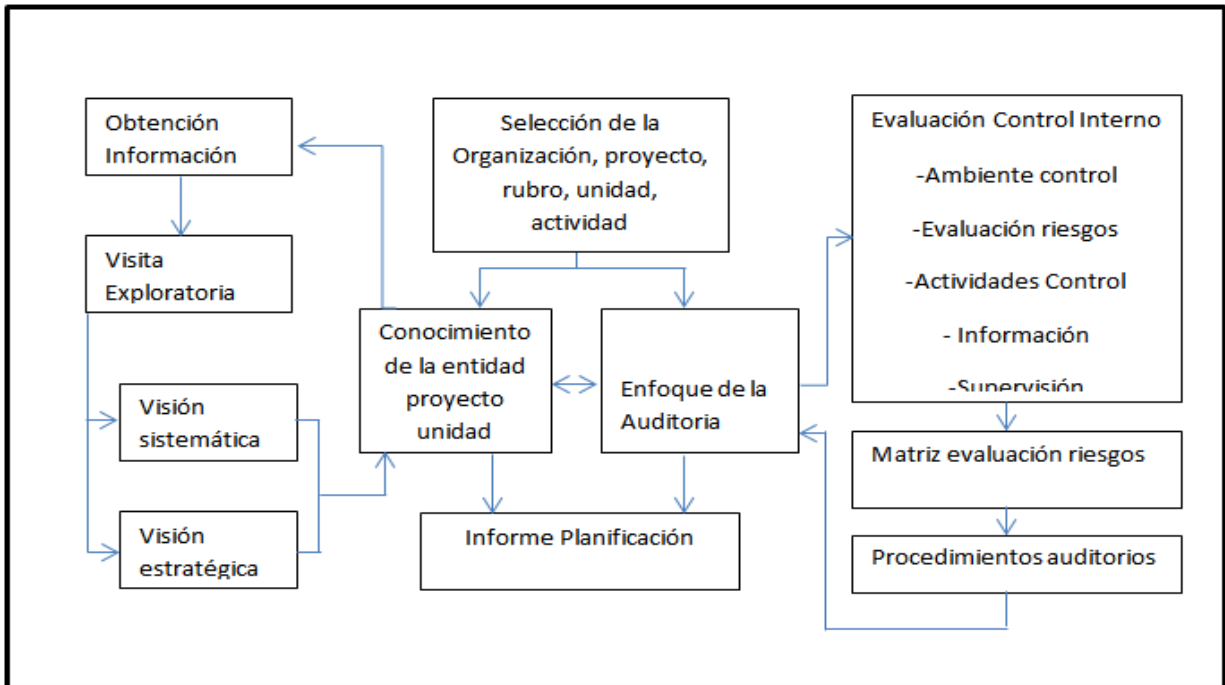 Obtención
Información
Visita
Exploratoria
Visión
sistemática
Visión
estratégica
Selección de la
Organización, proyecto,
rubro, unidad,
actividad
Conocimiento
de la entidad
proyecto
unidad
Enfoque de la
Auditoria
Informe Planificación
Evaluación Control Interno
-Ambiente control
-Evaluación riesgos
-Actividades Control
- Información
-Supervisión
Matriz evaluación riesgos
Procedimientos auditorios